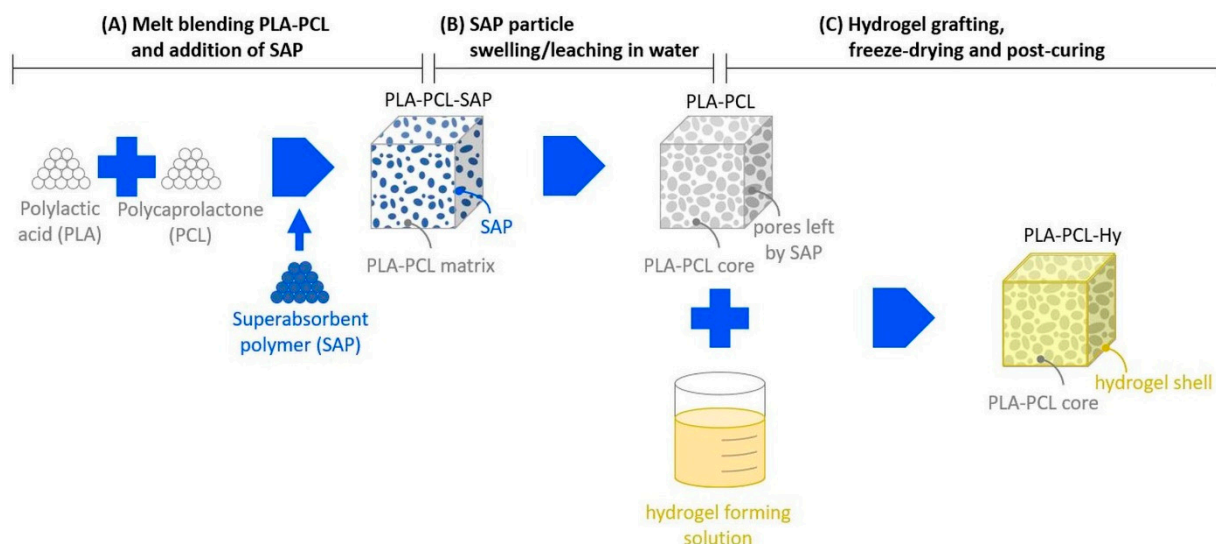 (A) Melt blending PLA-PCL
and addition of SAP
(B) SAP particle
swelling/leaching in water
(C) Hydrogel grafting,
freeze-drying and post-curing
PLA-PCL-SAP
Polylactic
acid (PLA)
Polycaprolactone
(PCL)
SAP
PLA-PCL matrix
Superabsorbent
polymer (SAP)
PLA-PCL
pores left
by SAP
PLA-PCL core
hydrogel forming
solution
PLA-PCL-Hy
hydrogel shell
PLA-PCL core